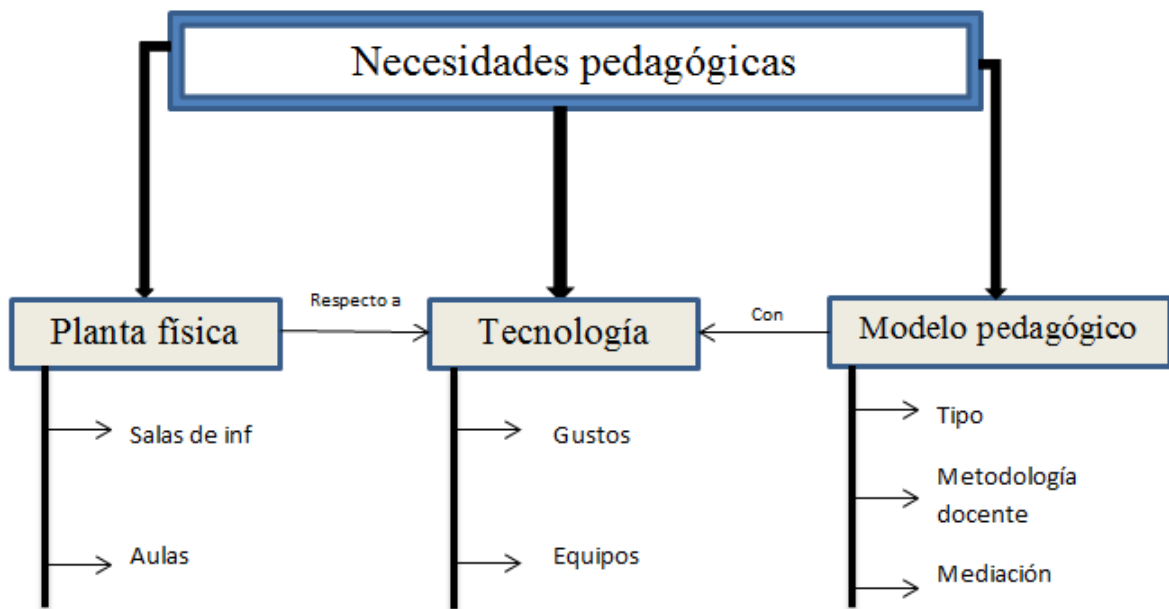 Necesidades pedagógicas
Planta física
Respecto a
Tecnología
Con
Modelo pedagógico
Salas de inf
Aulas
Gustos
Equipos
Tipo
Metodología
docente
Mediación